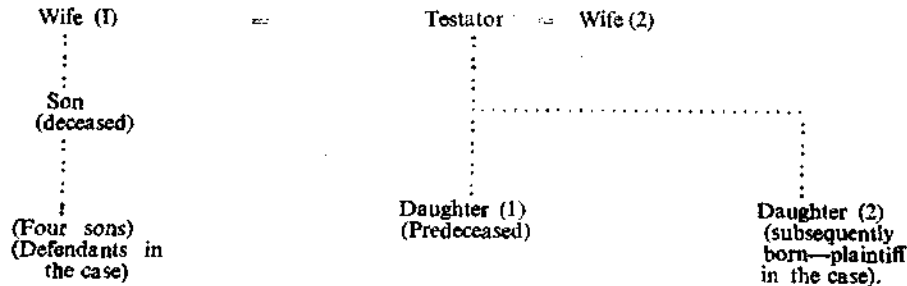 Wife (1) = Testator = Wife (2)
Son
(deceased)
(Four sons)
(Defendants in
the case)
Daughter (1)
(Predeceased)
Daughter (2)
(subsequently
born—plaintiff
in the case).